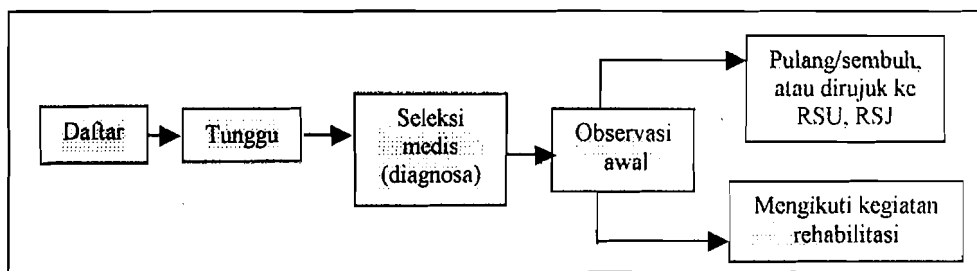 Daftar
Tunggu
Seleksi
medis
(diagnosa)
Observasi
awal
Pulang/sembuh,
atau dirujuk ke
RSU, RSJ
Mengikuti kegiatan
rehabilitasi